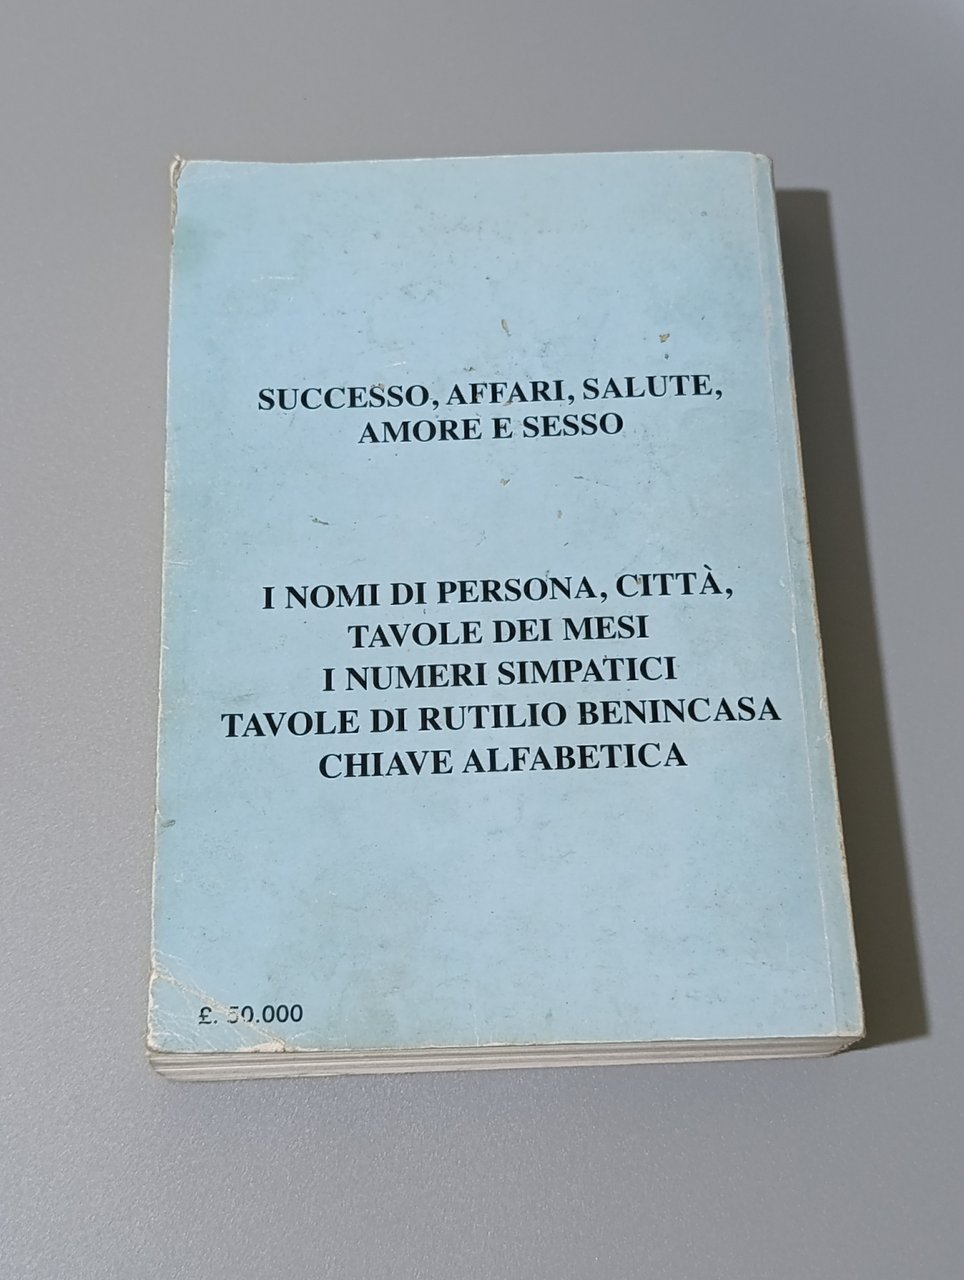 SUCCESSO, AFFARI, SALUTE,
AMORE E SESSO
I NOMI DI PERSONA, CITTÀ,
TAVOLE DEI MESI
I NUMERI SIMPATICI
TAVOLE DI RUTILIO BENINCASA
CHIAVE ALFABETICA
£. 50.000